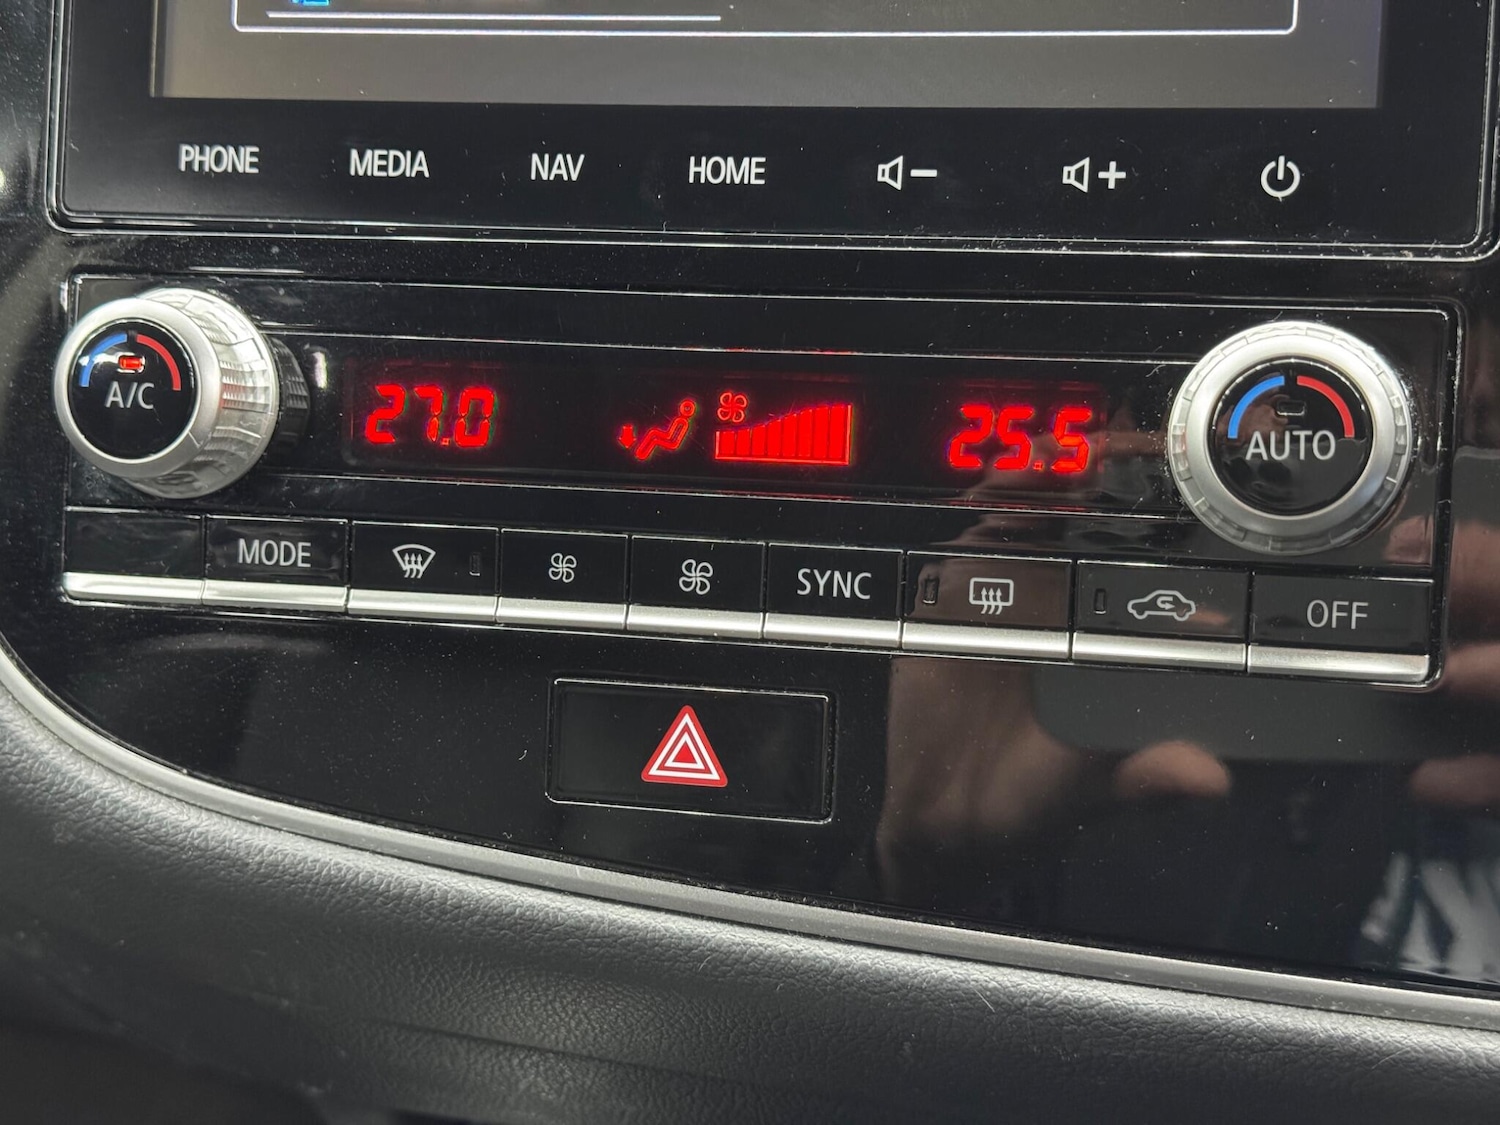 PHONE MEDIA NAV HOME
A/C 27.0 25.5 AUTO
MODE SYNC OFF